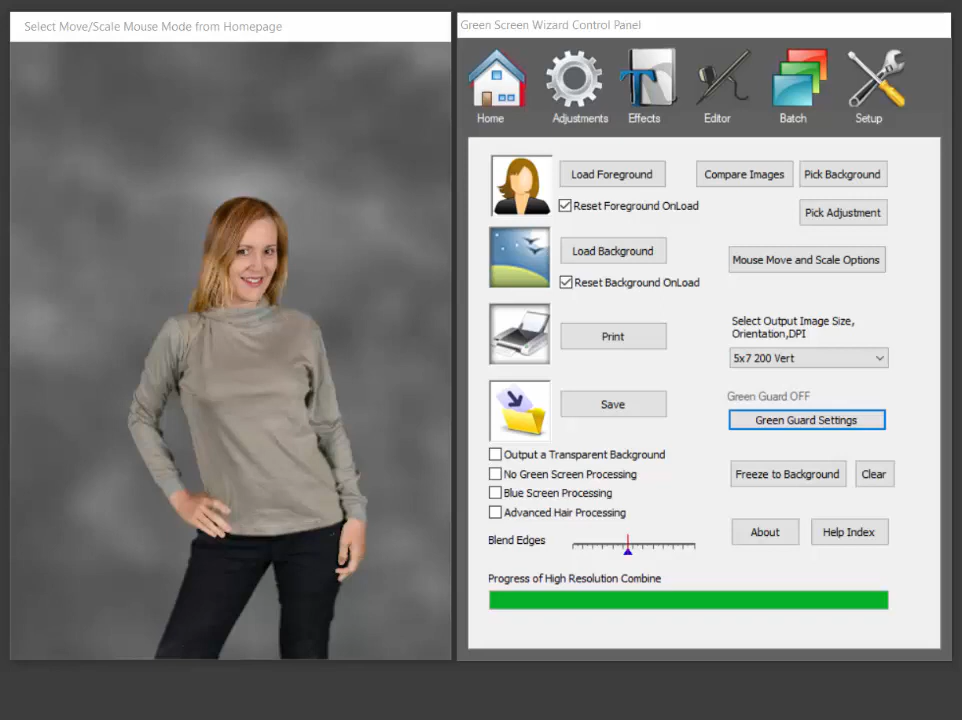 Select Move/Scale Mouse Mode from Homepage
Green Screen Wizard Control Panel
Home
Adjustments
Effects
Editor
Batch
Setup
Load Foreground
Compare Images
Pick Background
Reset Foreground OnLoad
Pick Adjustment
Load Background
Mouse Move and Scale Options
Reset Background OnLoad
Select Output Image Size,
Orientation,DPI
Print
5x7 200 Vert
Green Guard OFF
Save
Green Guard Settings
Output a Transparent Background
No Green Screen Processing
Freeze to Background
Clear
Blue Screen Processing
Advanced Hair Processing
About
Help Index
Blend Edges
Progress of High Resolution Combine